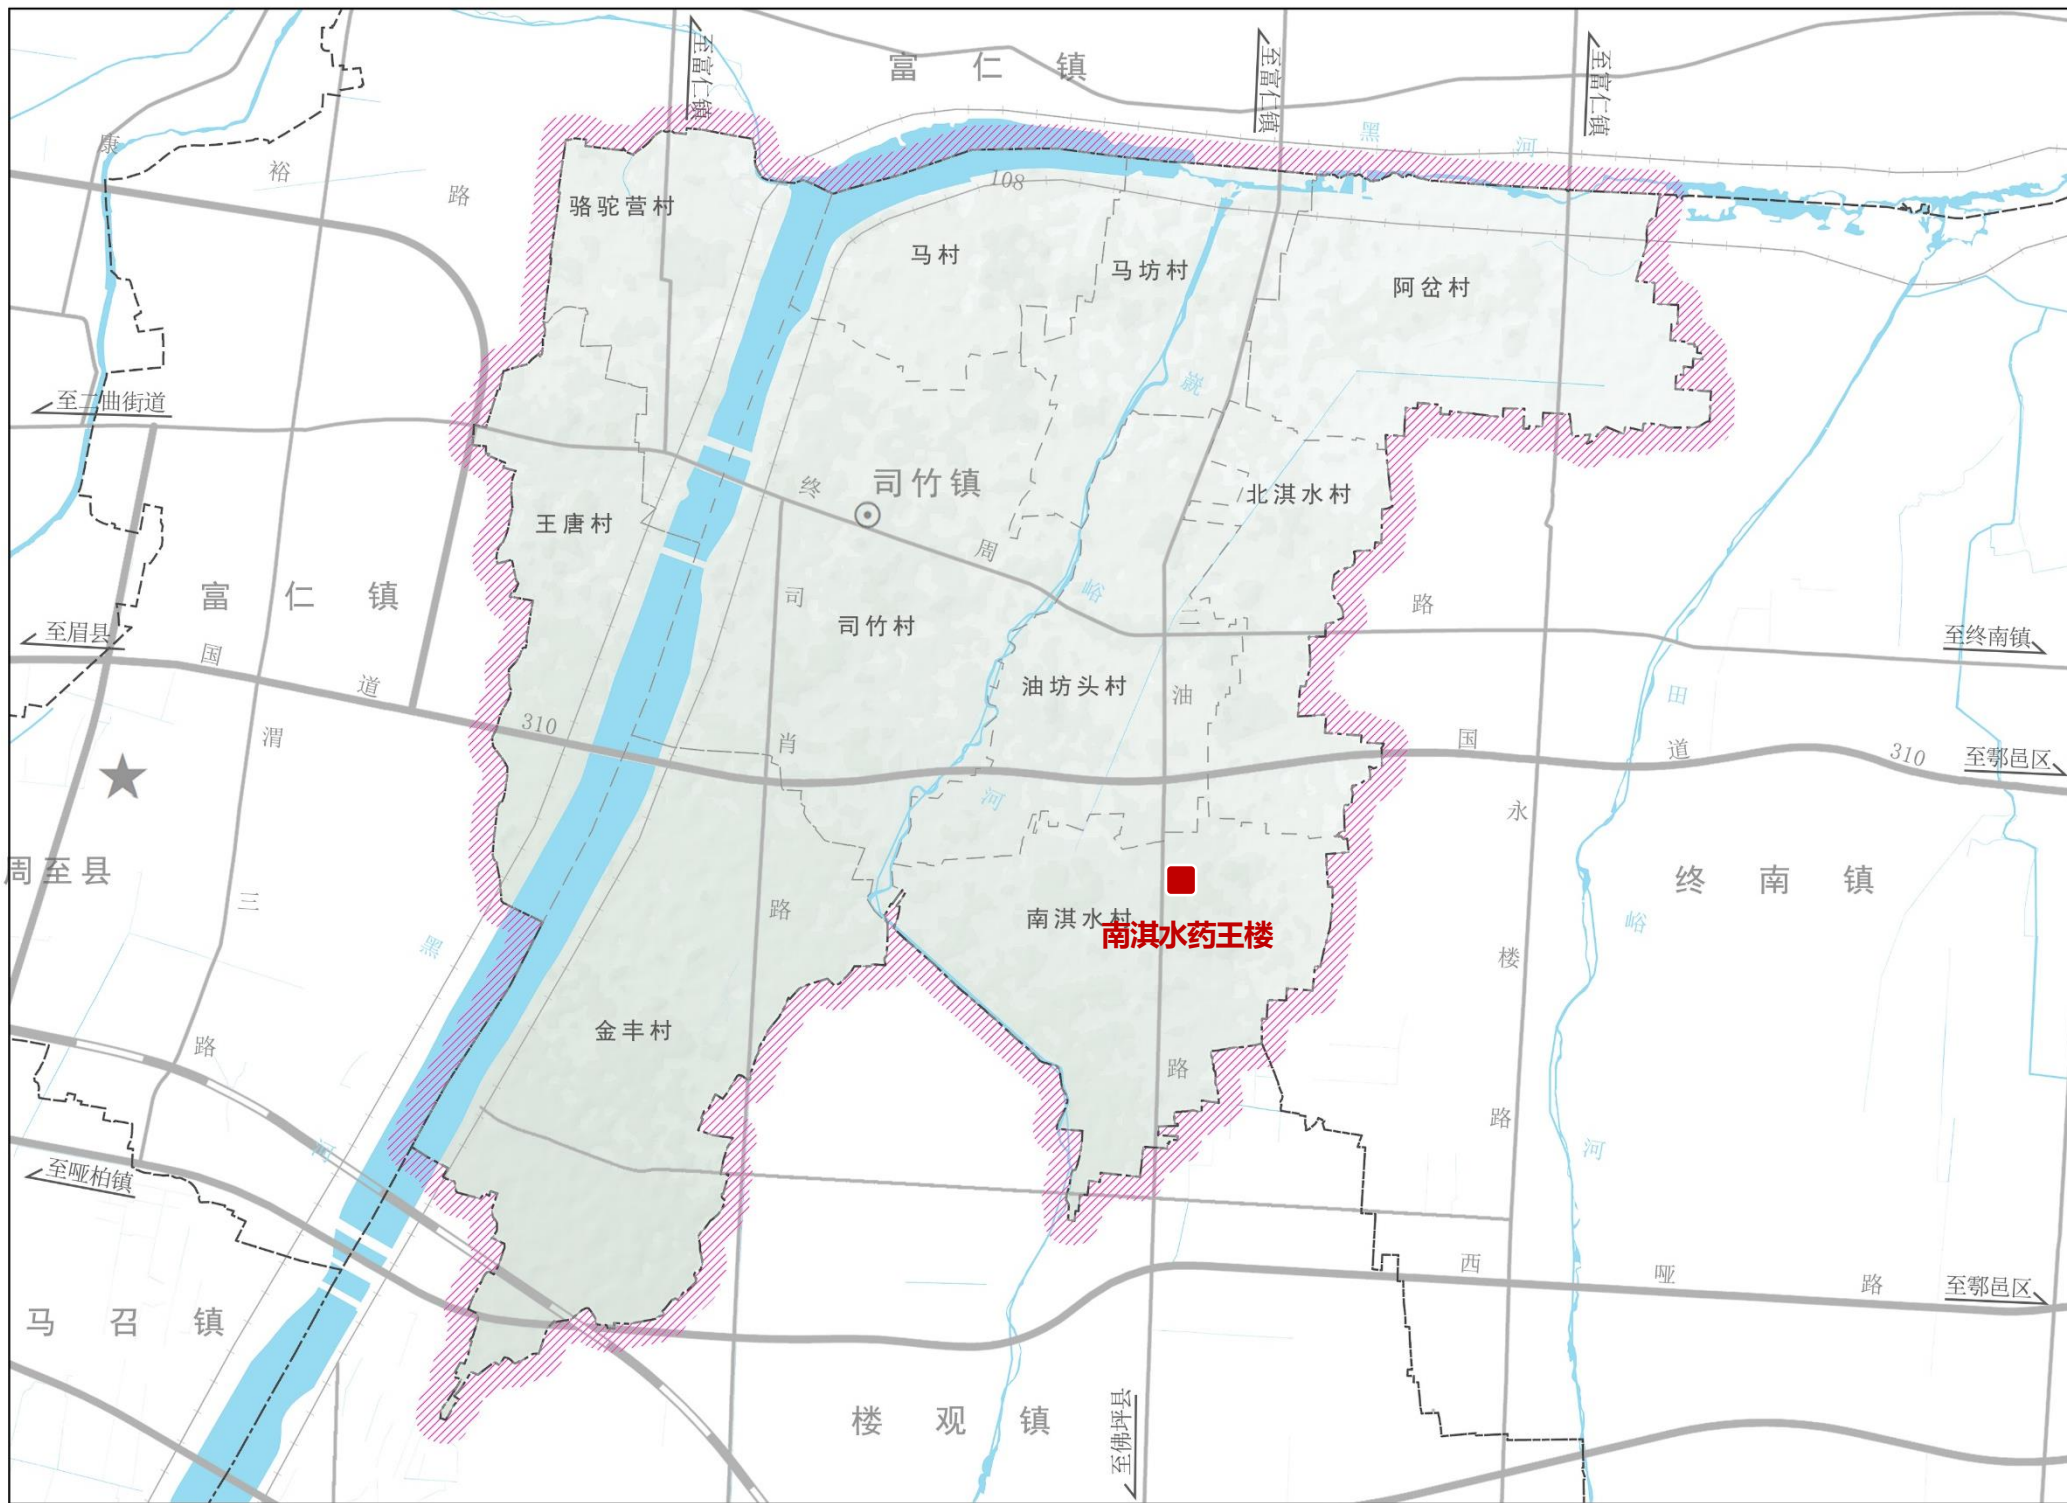 至富仁镇
富仁镇
至富仁镇
至富仁镇
黑
河
康
裕
路
108
骆驼营村
马村
马坊村
阿岔村
就
至二曲街道
终
司竹镇
北淇水村
王唐村
周
峪
富仁镇
司
司竹村
二
路
至眉县
至终南镇
国
道
油坊头村
油
田
310
渭
肖
国
道
310
至鄠邑区
河
永
周至县
终南镇
三
路
南淇水村
南淇水药王楼
峪
黑
楼
金丰村
路
路
路
河
河
至哑柏镇
西
哑
路
至鄠邑区
马召镇
楼观镇
至佛坪县